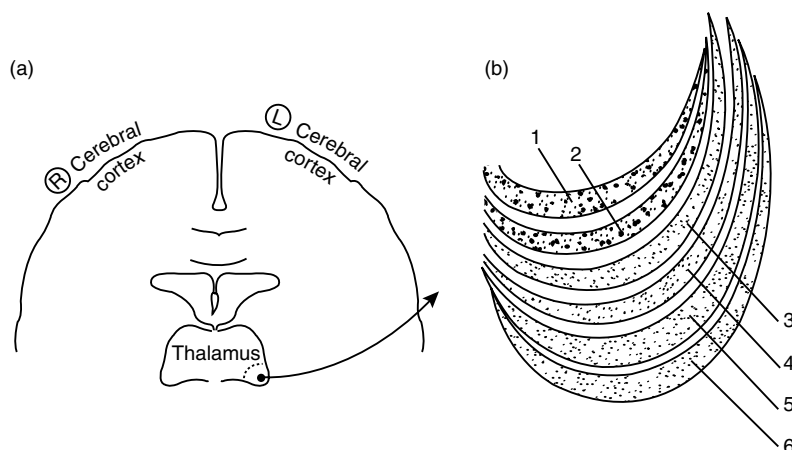 (a)
R Cerebral
cortex
L Cerebral
cortex
Thalamus
(b)
1
2
3
4
5
6